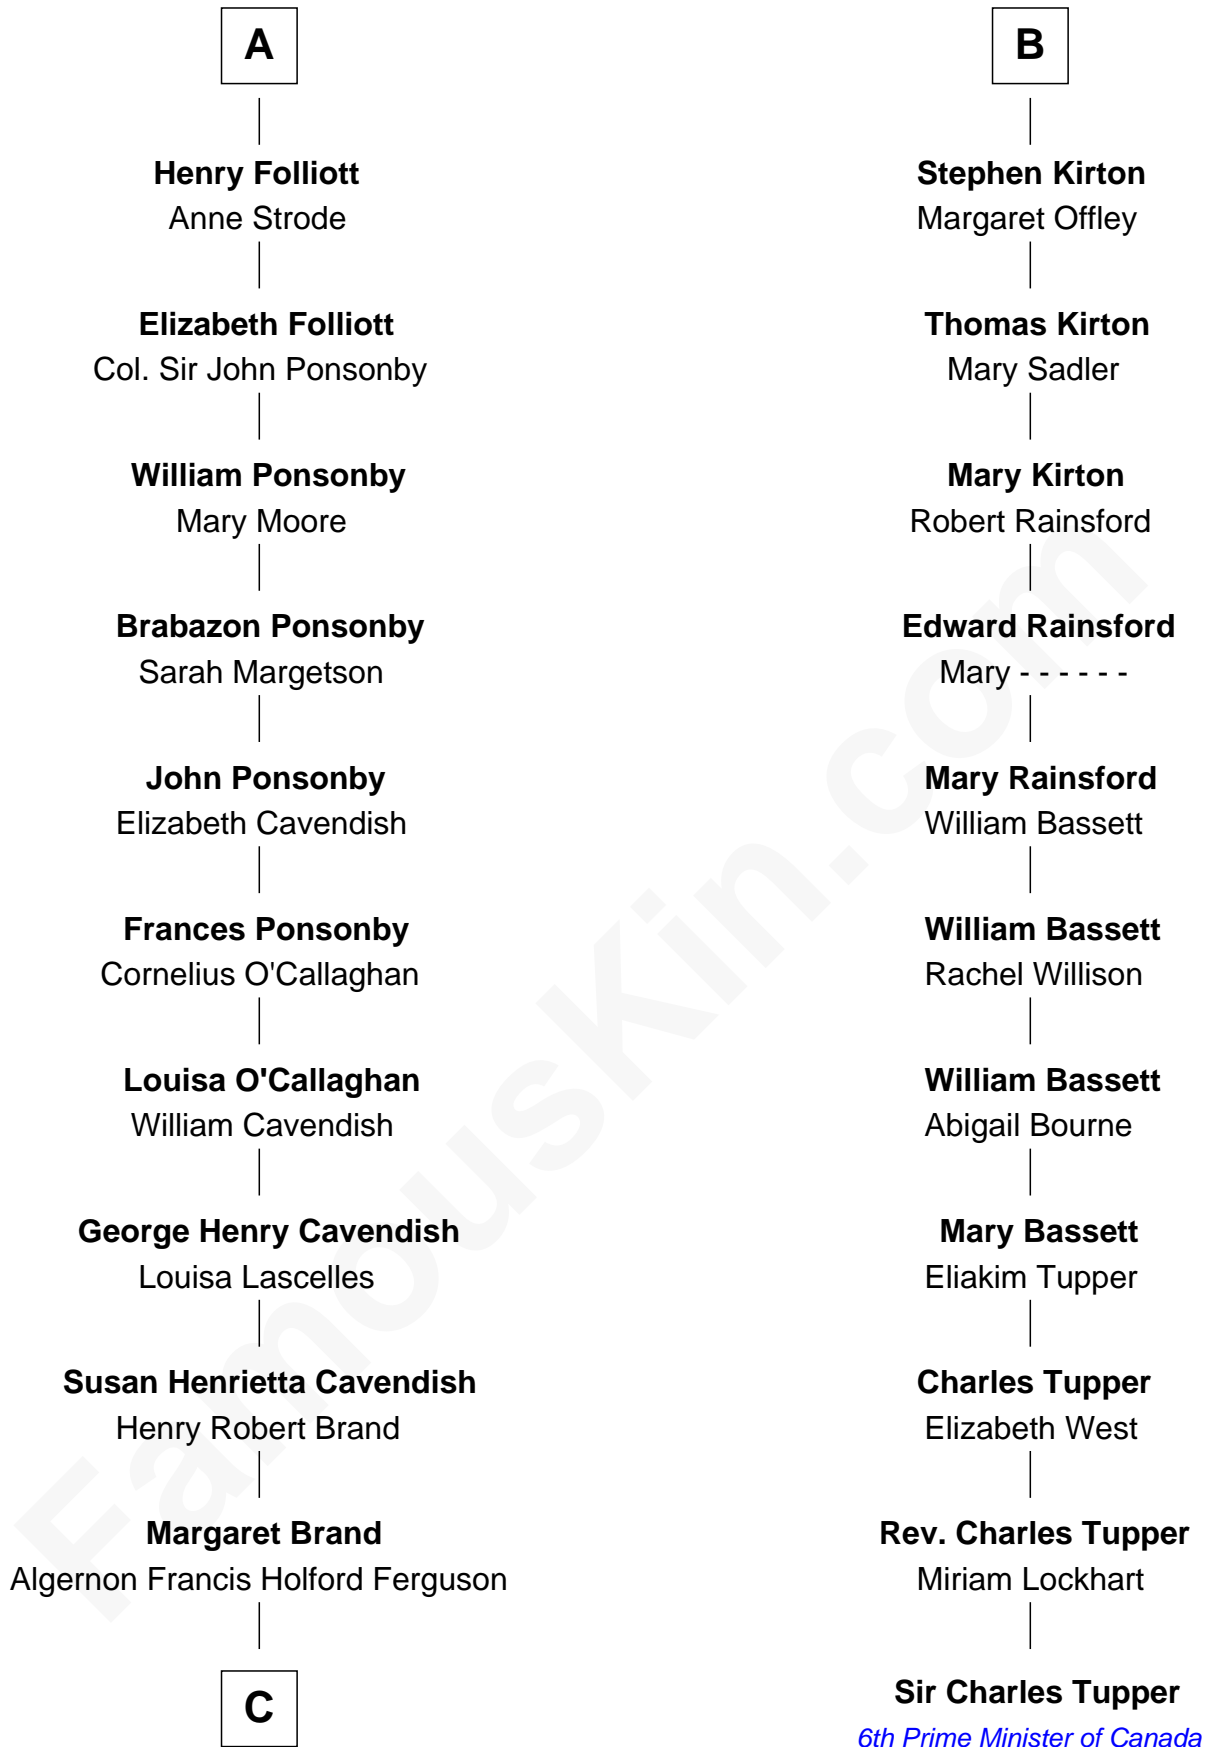 A
Henry Folliott
Anne Strode
Elizabeth Folliott
Col. Sir John Ponsonby
William Ponsonby
Mary Moore
Brabazon Ponsonby
Sarah Margetson
John Ponsonby
Elizabeth Cavendish
Frances Ponsonby
Cornelius O'Callaghan
Louisa O'Callaghan
William Cavendish
George Henry Cavendish
Louisa Lascelles
Susan Henrietta Cavendish
Henry Robert Brand
Margaret Brand
Algernon Francis Holford Ferguson
C
B
Stephen Kirton
Margaret Offley
Thomas Kirton
Mary Sadler
Mary Kirton
Robert Rainsford
Edward Rainsford
Mary - - - - - -
Mary Rainsford
William Bassett
William Bassett
Rachel Willison
William Bassett
Abigail Bourne
Mary Bassett
Eliakim Tupper
Charles Tupper
Elizabeth West
Rev. Charles Tupper
Miriam Lockhart
Sir Charles Tupper
6th Prime Minister of Canada
FamousKin.com